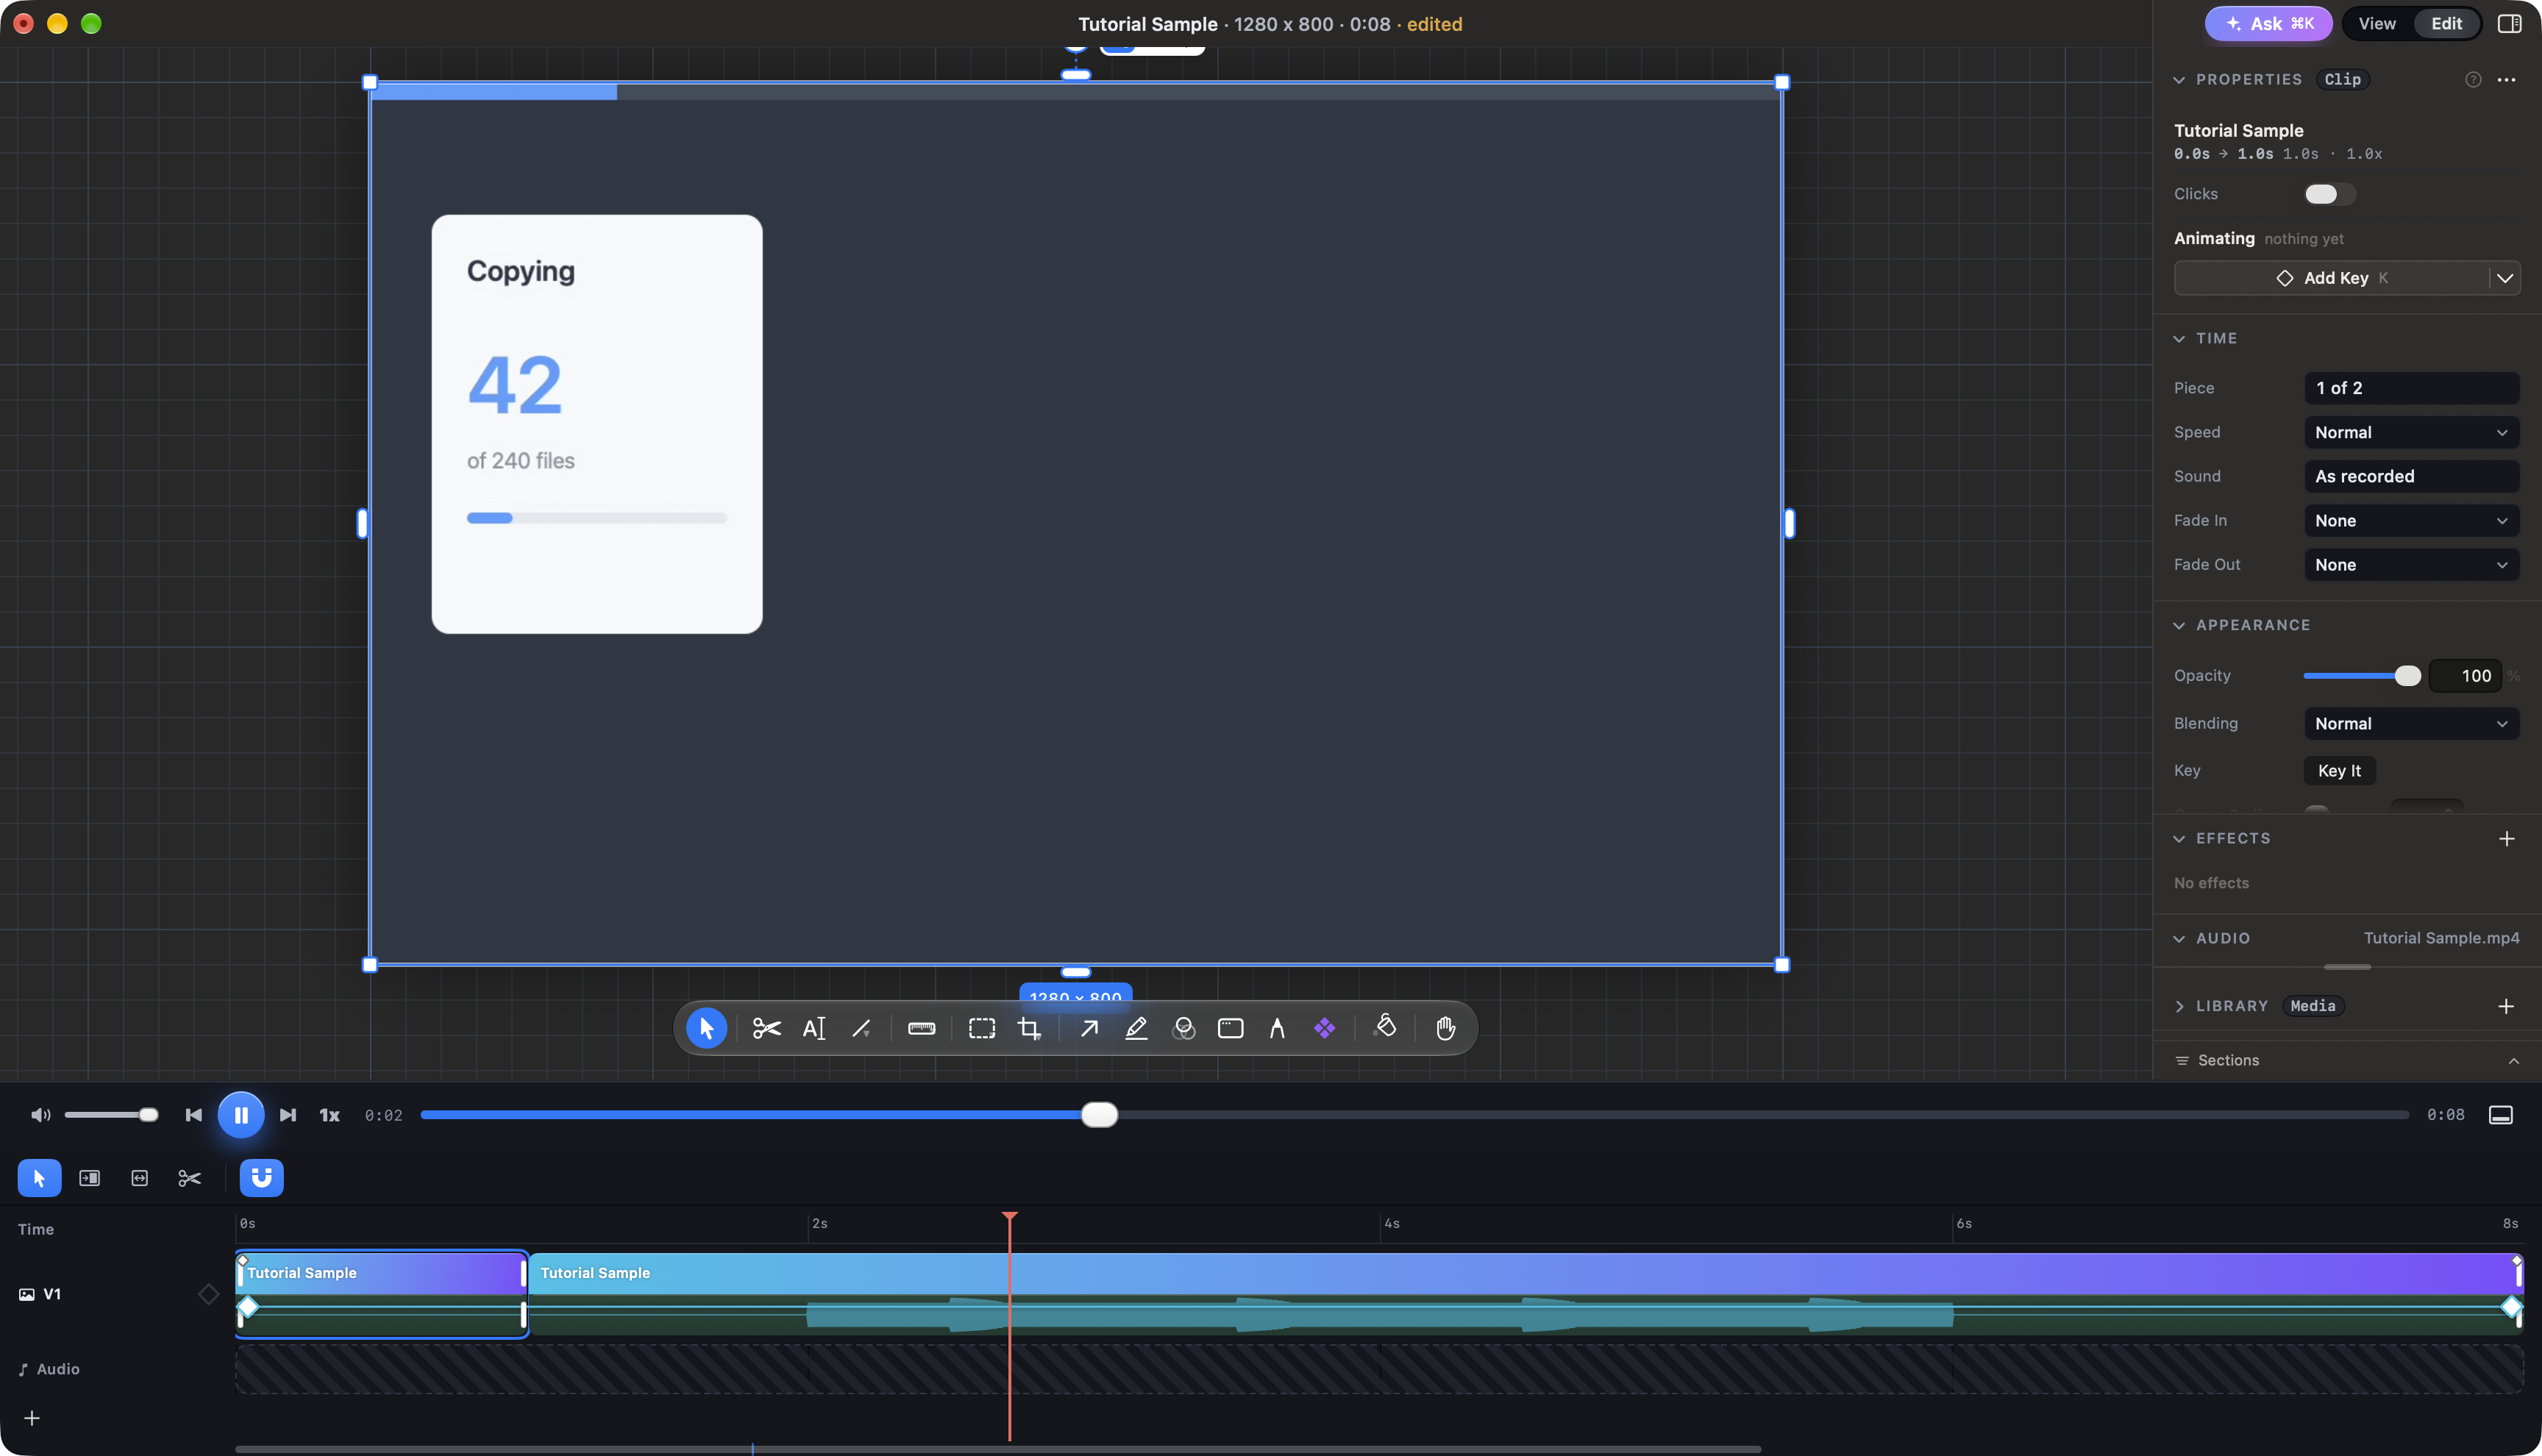 Tutorial Sample · 1280 x 800 · 0:08 · edited
Ask ⌘K
View
Edit
PROPERTIES Clip
Tutorial Sample
0.0s → 1.0s 1.0s · 1.0x
Clicks
Animating nothing yet
Add Key K
TIME
Piece 1 of 2
Speed Normal
Sound As recorded
Fade In None
Fade Out None
APPEARANCE
Opacity 100 %
Blending Normal
Key Key It
EFFECTS
No effects
AUDIO Tutorial Sample.mp4
LIBRARY Media
Sections
Copying
42
of 240 files
1280 × 800
1x 0:02 0:08
Time 0s 2s 4s 6s 8s
Tutorial Sample Tutorial Sample
V1
Audio